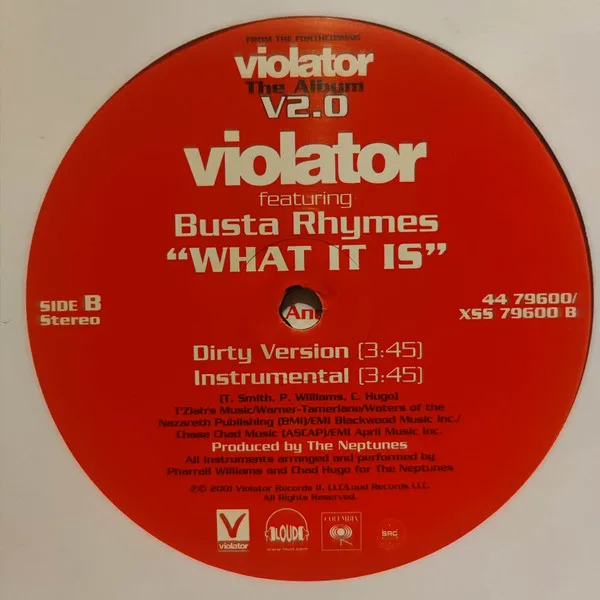 FROM THE FORTHCOMING
violator
The Album
V2.0
violator
featuring
Busta Rhymes
“WHAT IT IS”
SIDE B
Stereo
44 79600/
XSS 79600 B
An
Dirty Version (3:45)
Instrumental (3:45)
(T. Smith, P. Williams, C. Hugo)
T'Ziah's Music/Warner-Tamerlane/Waters of the
Nazareth Publishing (BMI)/EMI Blackwood Music Inc./
Chase Chad Music (ASCAP)/EMI April Music Inc.
Produced by The Neptunes
All Instruments arranged and performed by
Pharrell Williams and Chad Hugo for The Neptunes
℗© 2001 Violator Records II, LLC/Loud Records LLC.
All Rights Reserved.
V
violator
LOUD
www.loud.com
COLUMBIA
SRC